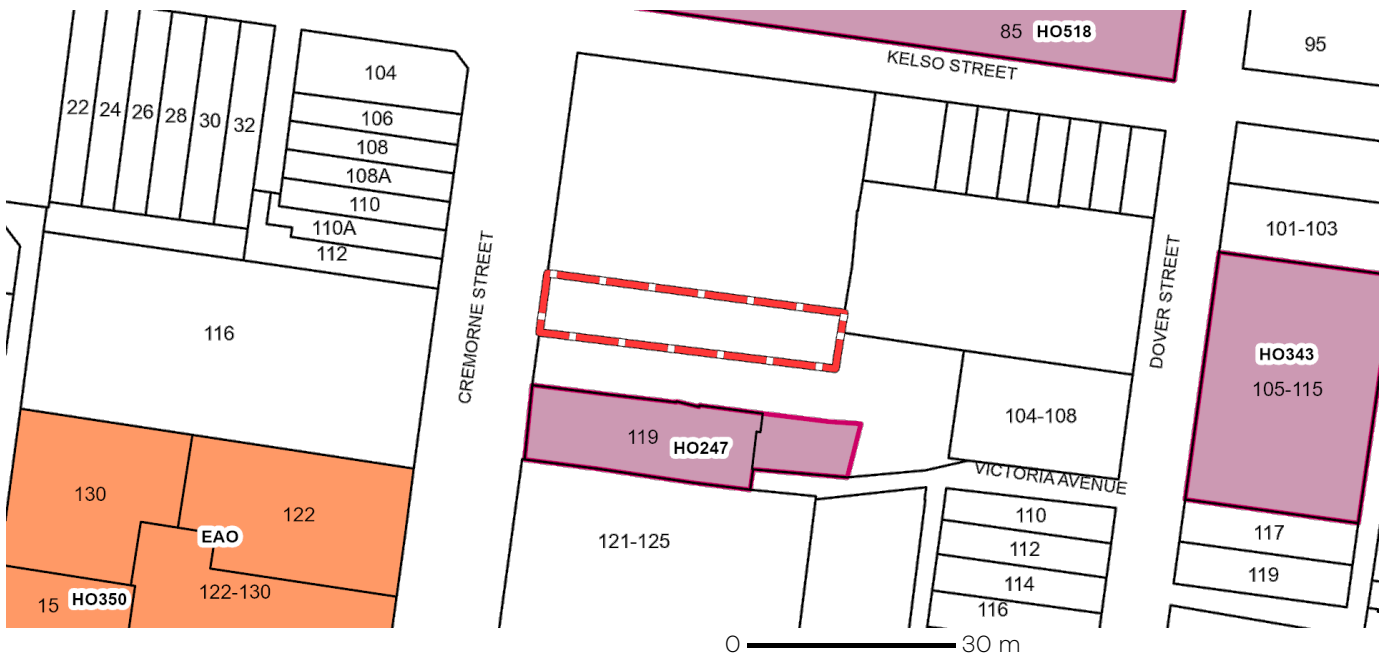 85 HO518
95
KELSO STREET
104
22 24 26 28 30 32
106
108
108A
110
110A
112
101-103
CREMORNE STREET
DOVER STREET
116
HO343
105-115
104-108
119 HO247
VICTORIA AVENUE
130
122
EAO
121-125
110
112
114
116
117
119
122-130
15 HO350
0 30 m